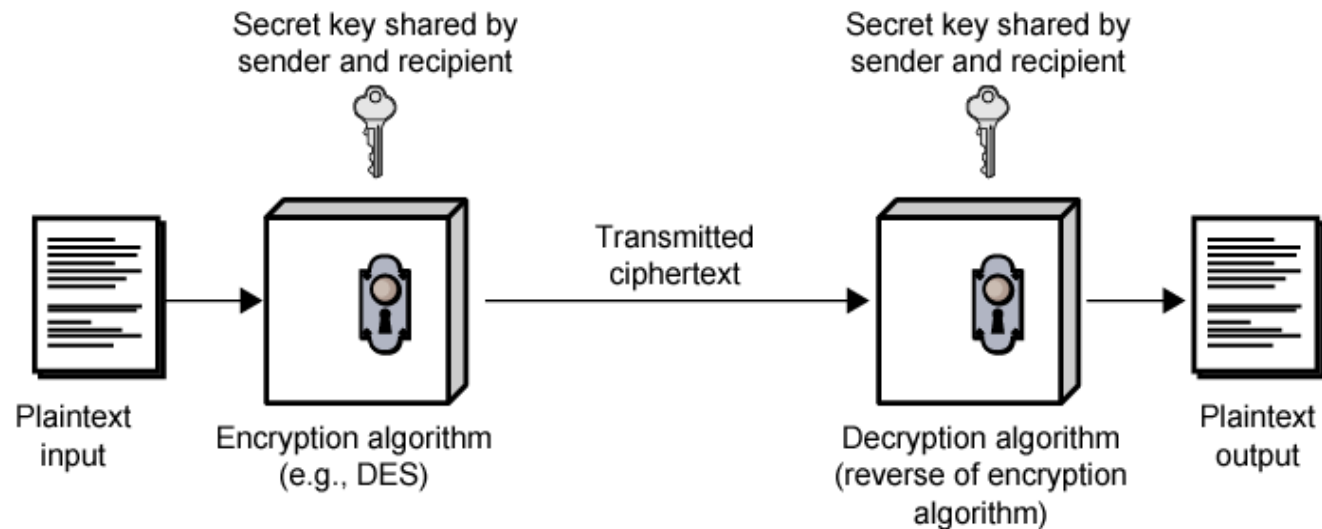 Secret key shared by
sender and recipient
Secret key shared by
sender and recipient
Transmitted
ciphertext
Plaintext
input
Encryption algorithm
(e.g., DES)
Decryption algorithm
(reverse of encryption
algorithm)
Plaintext
output